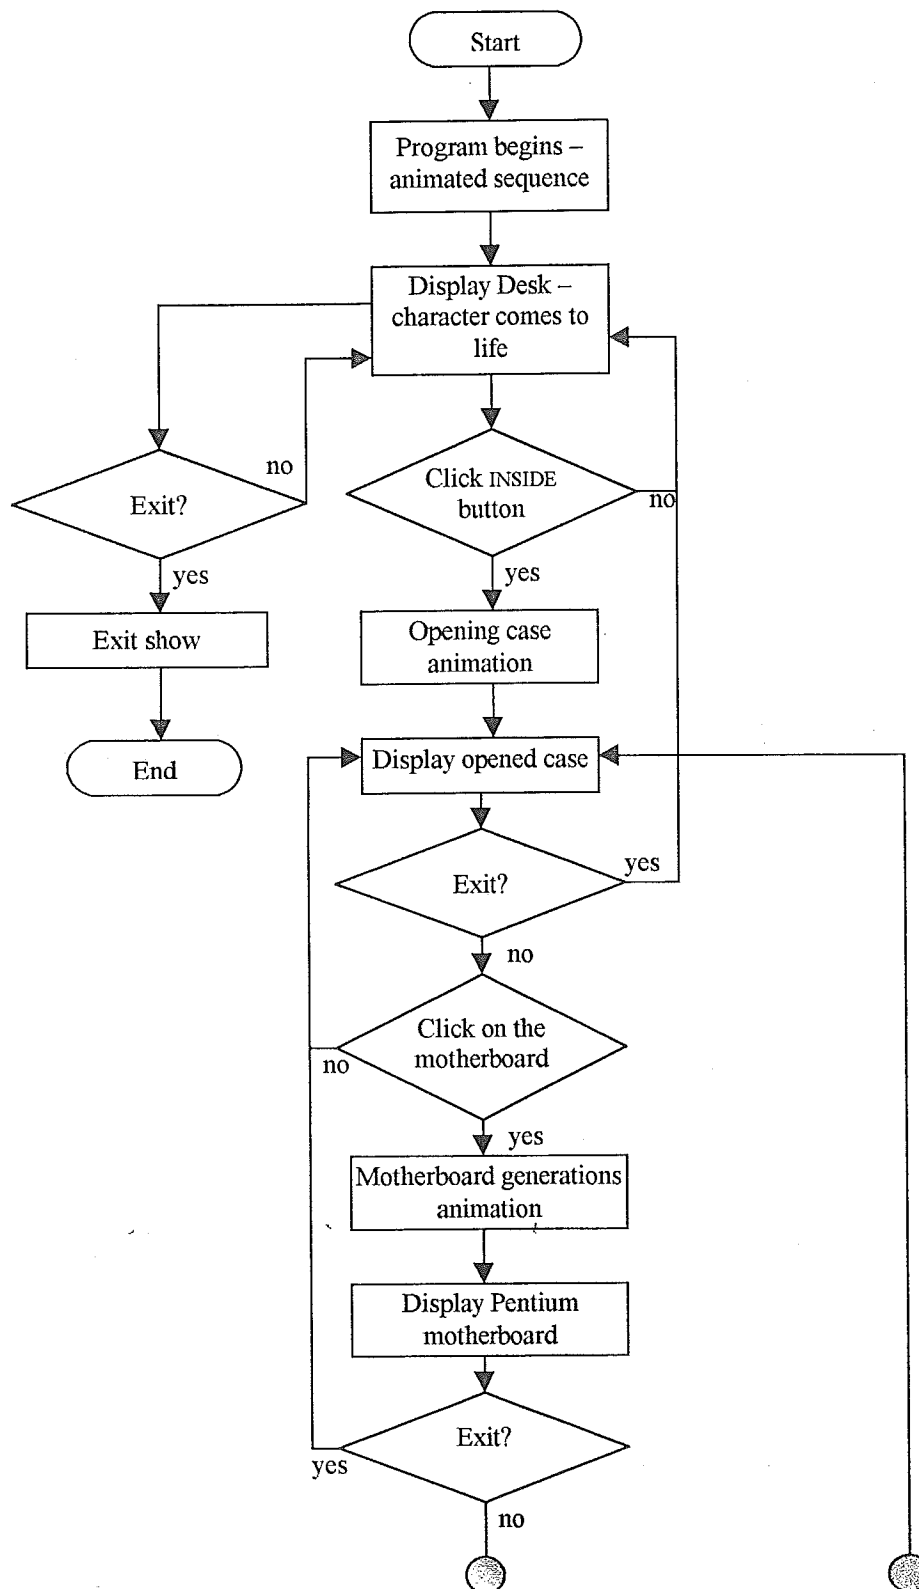 Start
Program begins –
animated sequence
Display Desk –
character comes to
life
no
Exit?
yes
Exit show
End
Click INSIDE
button
no
yes
Opening case
animation
Display opened case
Exit?
yes
no
Click on the
motherboard
no
yes
Motherboard generations
animation
Display Pentium
motherboard
Exit?
yes
no